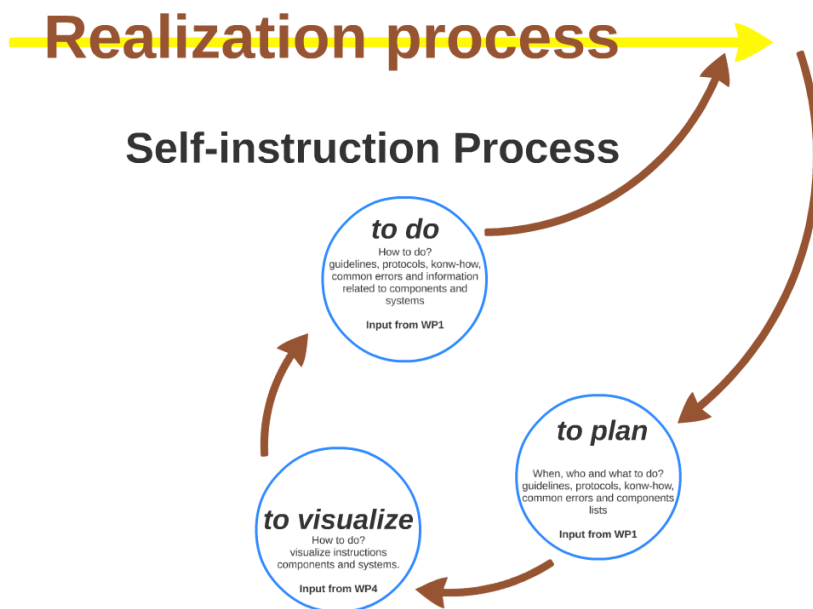 Realization process
Self-instruction Process
to do
How to do?
guidelines, protocols, konw-how,
common errors and information
related to components and
systems
Input from WP1
to plan
When, who and what to do?
guidelines, protocols, konw-how,
common errors and components
lists
Input from WP1
to visualize
How to do?
visualize instructions
components and systems.
Input from WP4